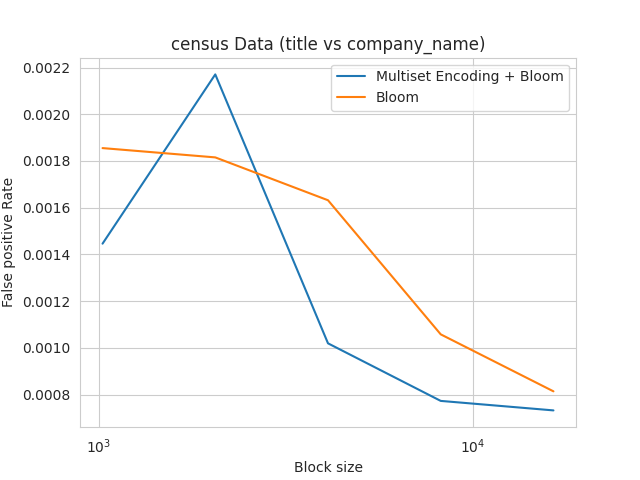 census Data (title vs company_name)
Multiset Encoding + Bloom
Bloom
False positive Rate
0.0022
0.0020
0.0018
0.0016
0.0014
0.0012
0.0010
0.0008
10³
10⁴
Block size